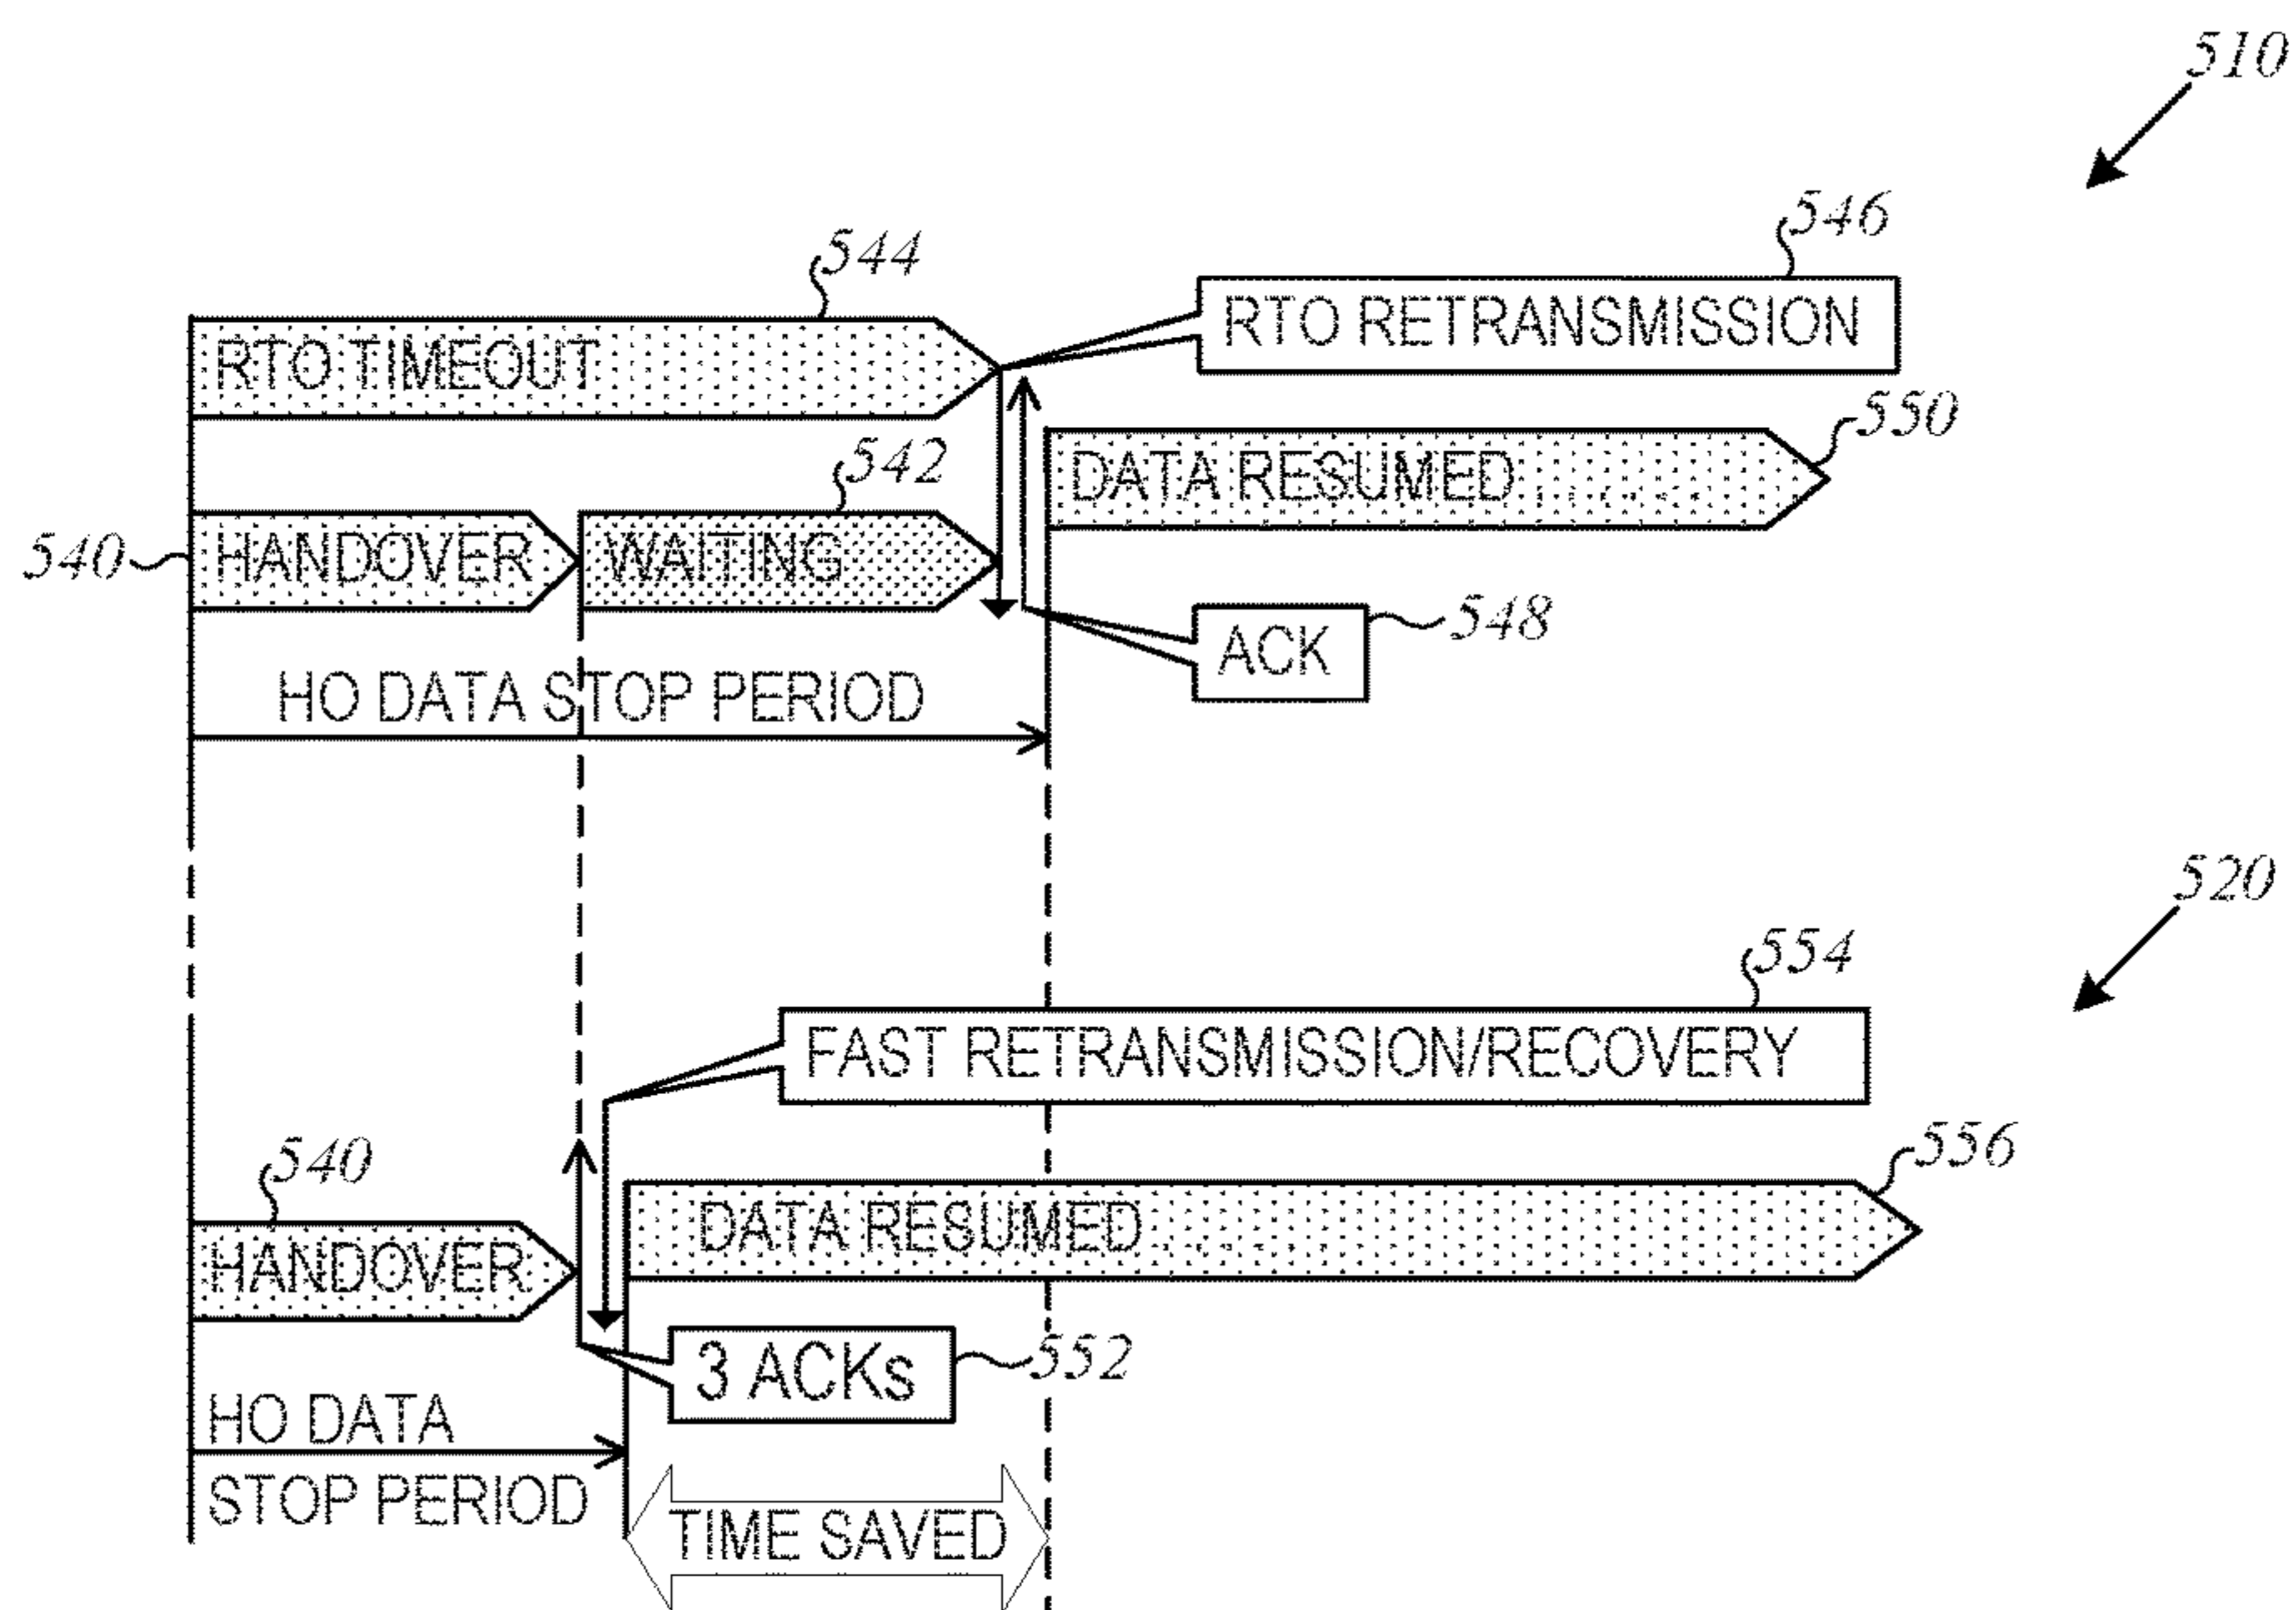 510
546
544
RTO RETRANSMISSION
RTO TIMEOUT
550
542
DATA RESUMED
540
HANDOVER
WAITING
548
ACK
HO DATA STOP PERIOD
520
554
FAST RETRANSMISSION/RECOVERY
556
540
DATA RESUMED
HANDOVER
552
3 ACKs
HO DATA
STOP PERIOD
TIME SAVED